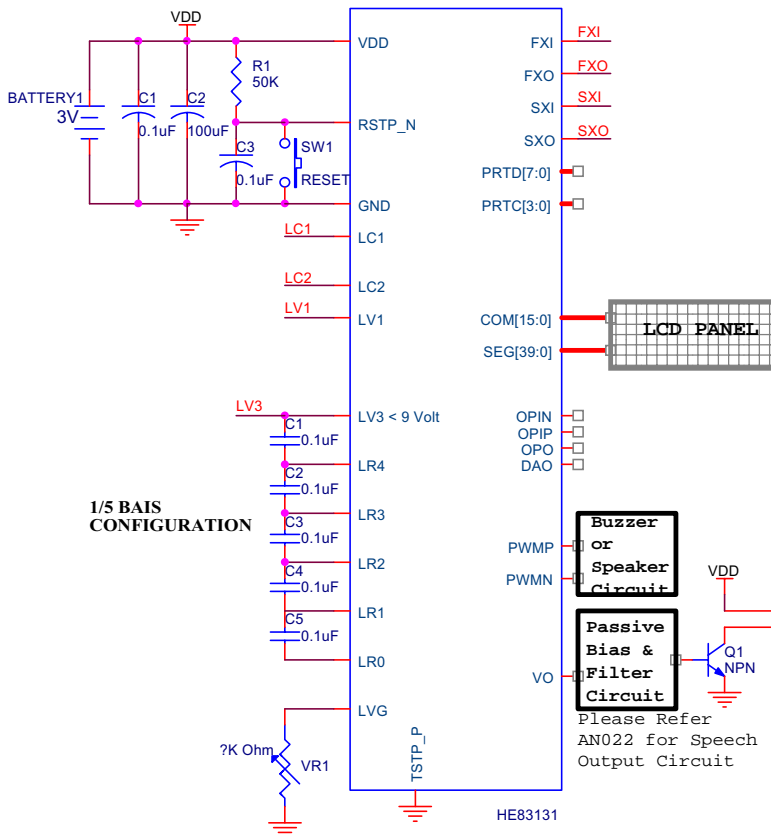 VDD
BATTERY1
3V
C1
0.1uF
C2
100uF
R1
50K
C3
0.1uF
SW1
RESET
VDD
RSTP_N
GND
LC1
LC1
LC2
LC2
LV1
LV1
LV3
LV3 < 9 Volt
C1
0.1uF
LR4
C2
0.1uF
LR3
1/5 BAIS
CONFIGURATION
C3
0.1uF
LR2
C4
0.1uF
LR1
C5
0.1uF
LR0
LVG
?K Ohm
VR1
TSTP_P
HE83131
FXI
FXI
FXO
FXO
SXI
SXI
SXO
SXO
PRTD[7:0]
PRTC[3:0]
COM[15:0]
SEG[39:0]
LCD PANEL
OPIN
OPIP
OPO
DAO
PWMP
PWMN
Buzzer
or
Speaker
Circuit
VO
Passive
Bias &
Filter
Circuit
VDD
Q1
NPN
Please Refer
AN022 for Speech
Output Circuit